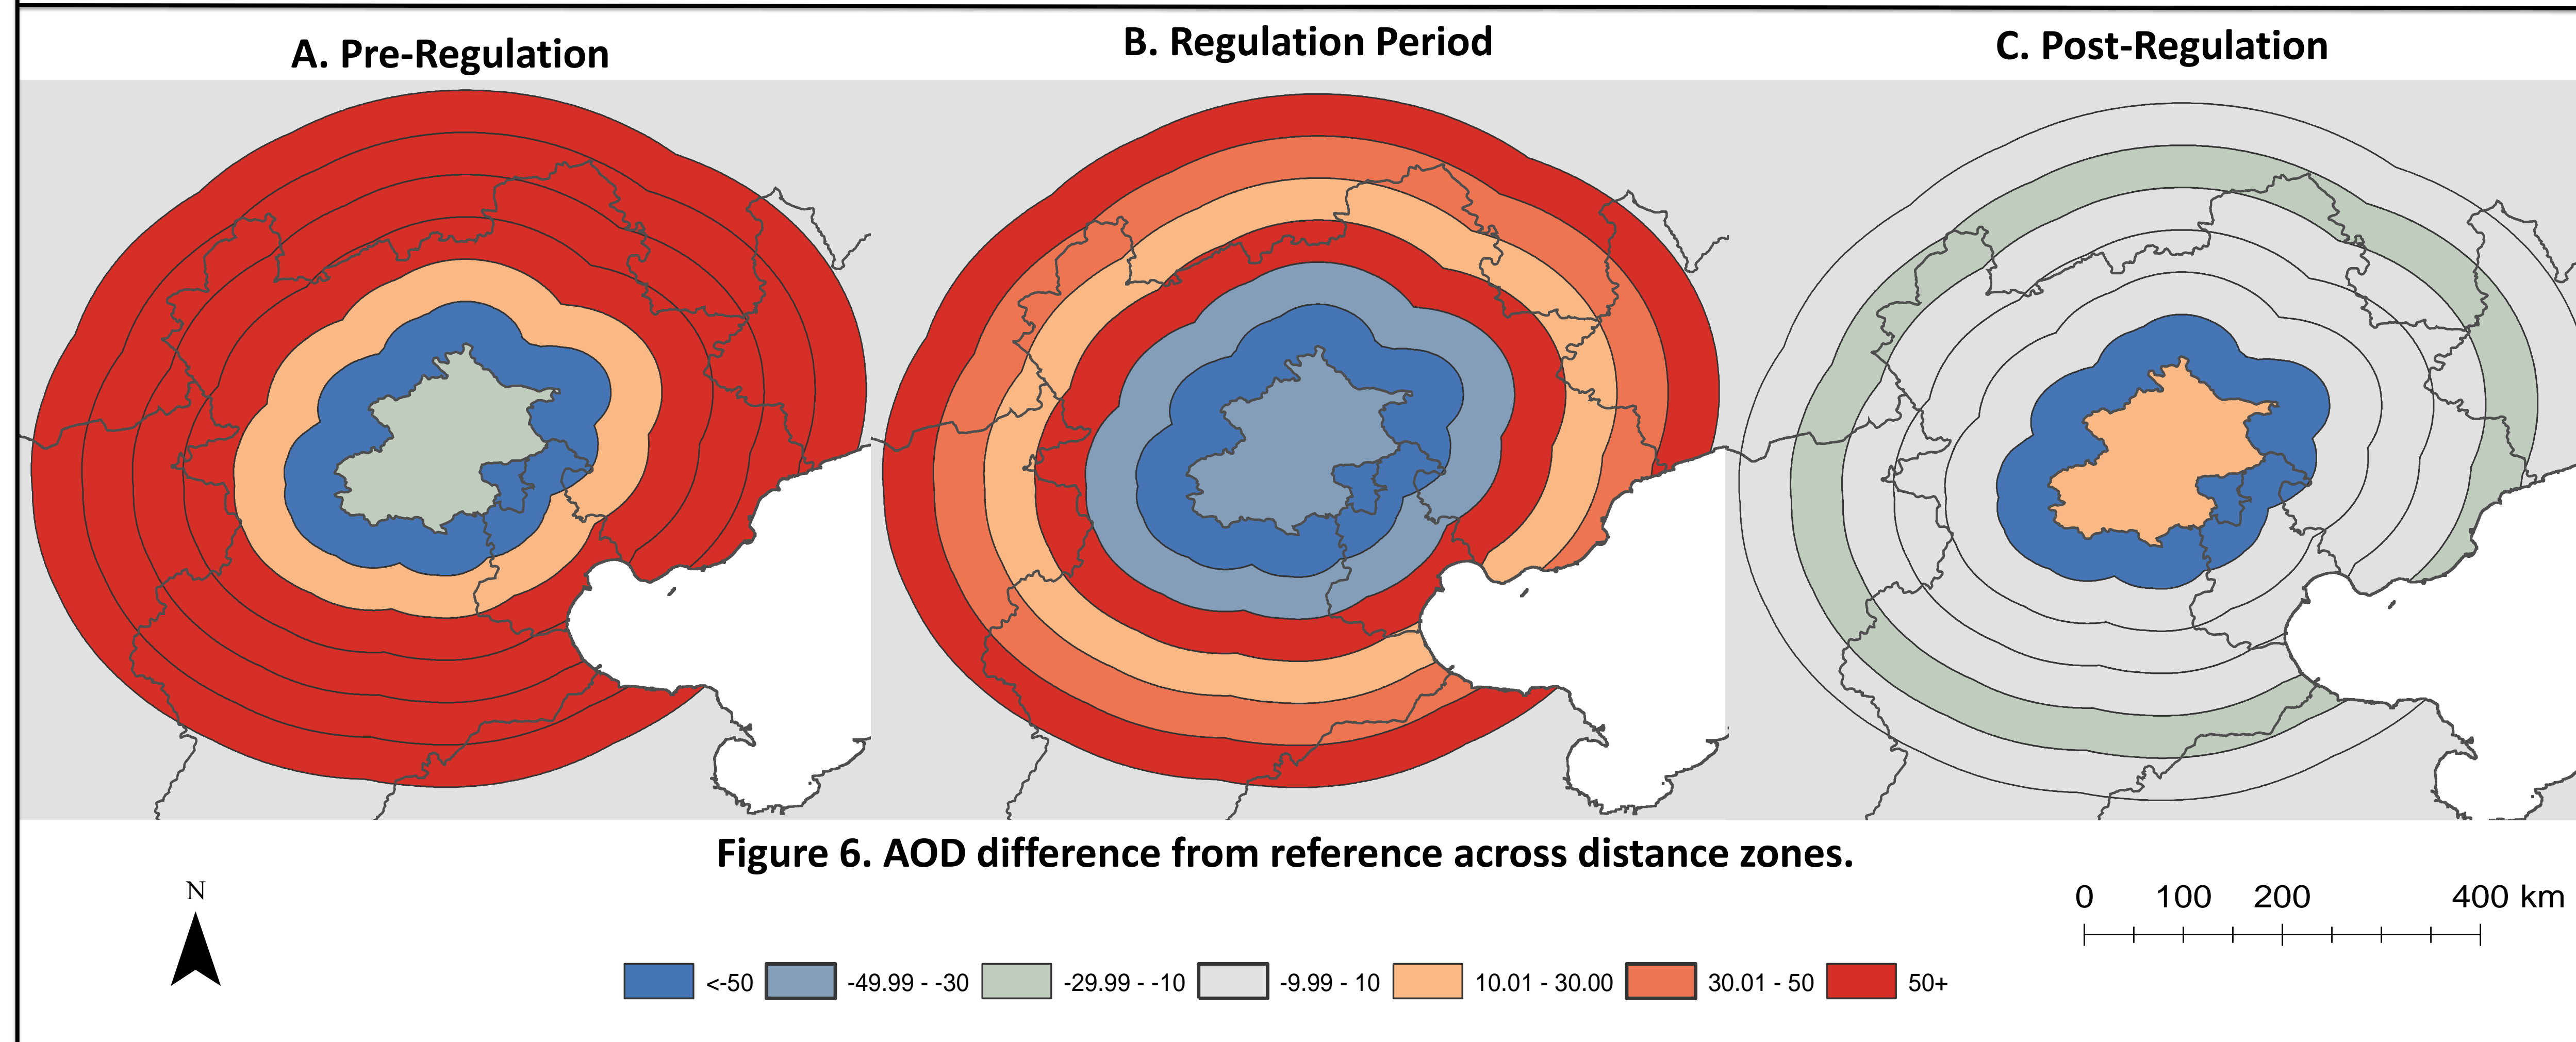 A. Pre-Regulation
B. Regulation Period
C. Post-Regulation
Figure 6. AOD difference from reference across distance zones.
N
0 100 200 400 km
<-50 -49.99 - -30 -29.99 - -10 -9.99 - 10 10.01 - 30.00 30.01 - 50 50+